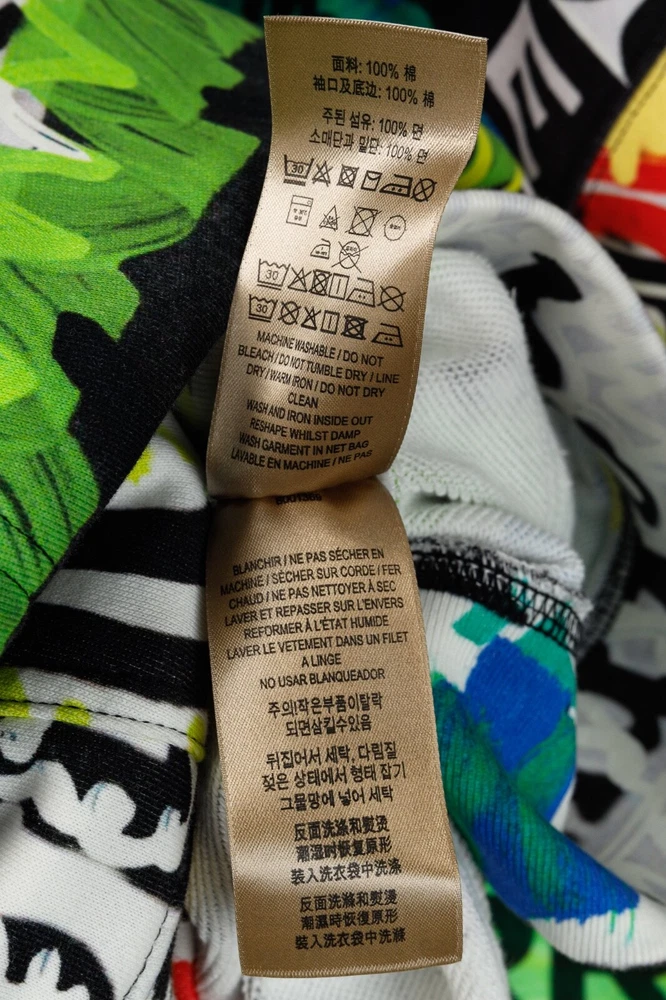 面料: 100% 棉
袖口及底边: 100% 棉
주된 섬유: 100% 면
소매단과 밑단: 100% 면
30
30
30
MACHINE WASHABLE / DO NOT
BLEACH / DO NOT TUMBLE DRY / LINE
DRY / WARM IRON / DO NOT DRY
CLEAN
WASH AND IRON INSIDE OUT
RESHAPE WHILST DAMP
WASH GARMENT IN NET BAG
LAVABLE EN MACHINE / NE PAS
BLANCHIR / NE PAS SÉCHER EN
MACHINE / SÉCHER SUR CORDE / FER
CHAUD / NE PAS NETTOYER À SEC
LAVER ET REPASSER SUR L'ENVERS
REFORMER À L'ÉTAT HUMIDE
LAVER LE VETEMENT DANS UN FILET
A LINGE
NO USAR BLANQUEADOR
주의!작은부품이탈락
되면삼킬수있음
뒤집어서 세탁, 다림질
젖은 상태에서 형태 잡기
그물망에 넣어 세탁
反面洗涤和熨烫
潮湿时恢复原形
装入洗衣袋中洗涤
反面洗滌和熨燙
潮濕時恢復原形
裝入洗衣袋中洗滌